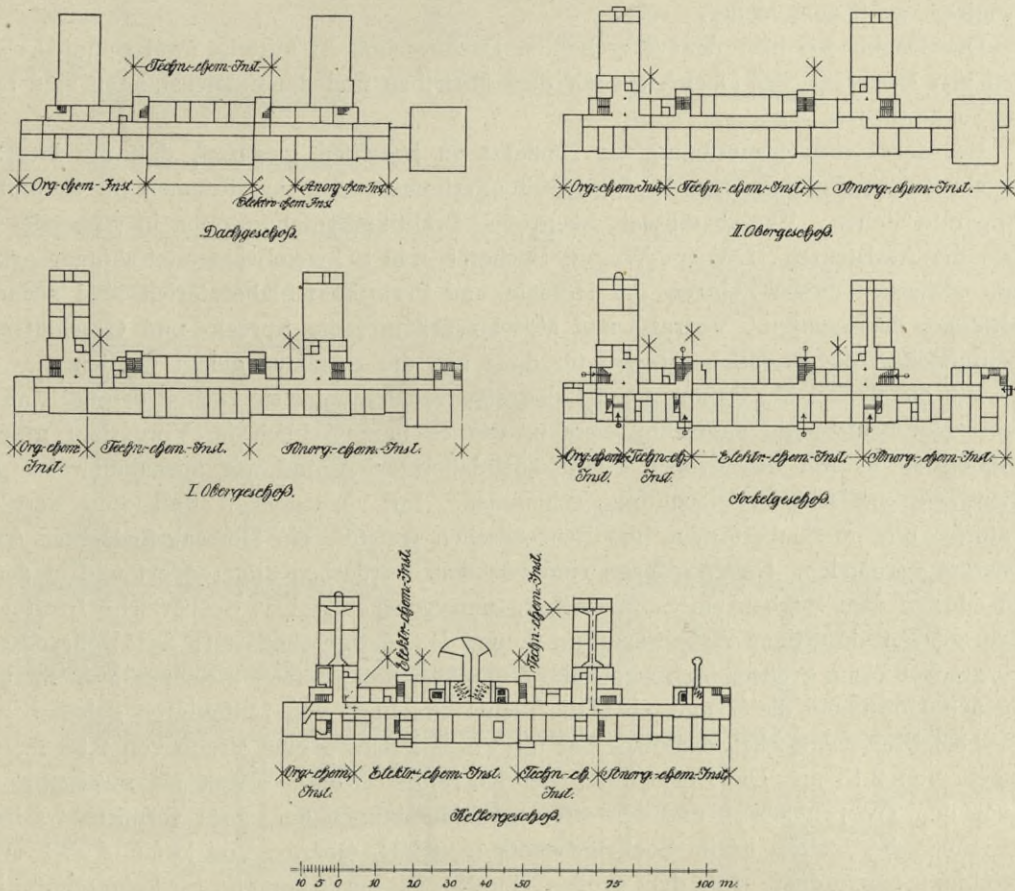 Techn.-chem.-Inst.
Org.-chem.-Inst.
Anorg.-chem.Inst.
Elektro-chem.Inst
Dachgeschoß.
Org.-chem.Inst.
Techn.-chem.-Inst.
Anorg.-chem.-Inst.
II. Obergeschoß.
Org.-chem.
Inst.
Techn.-chem.-Inst.
Anorg.-chem.-Inst.
I. Obergeschoß.
Org.-chem.
Inst.
Techn.-ch.
Inst.
Elektr.-chem.-Inst.
Anorg.-chem.-Inst.
Sockelgeschoß.
Elektr.-chem.-Inst.
Techn.-chem.-Inst.
Org.-chem.
Inst.
Elektr.-chem.-Inst.
Techn.-ch.
Inst.
Anorg.-chem.-Inst.
Kellergeschoß.
10 5 0 10 20 30 40 50 75 100 m.